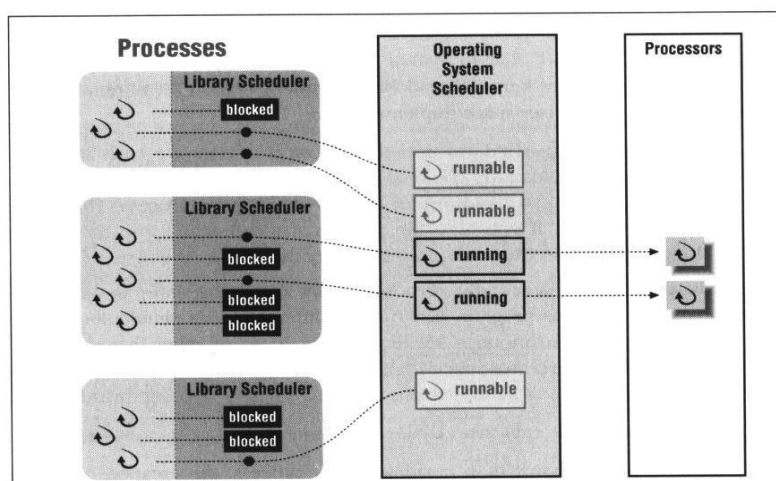 Processes
Library Scheduler
blocked
Library Scheduler
blocked
blocked
blocked
Library Scheduler
blocked
blocked
Operating
System
Scheduler
runnable
runnable
running
running
runnable
Processors